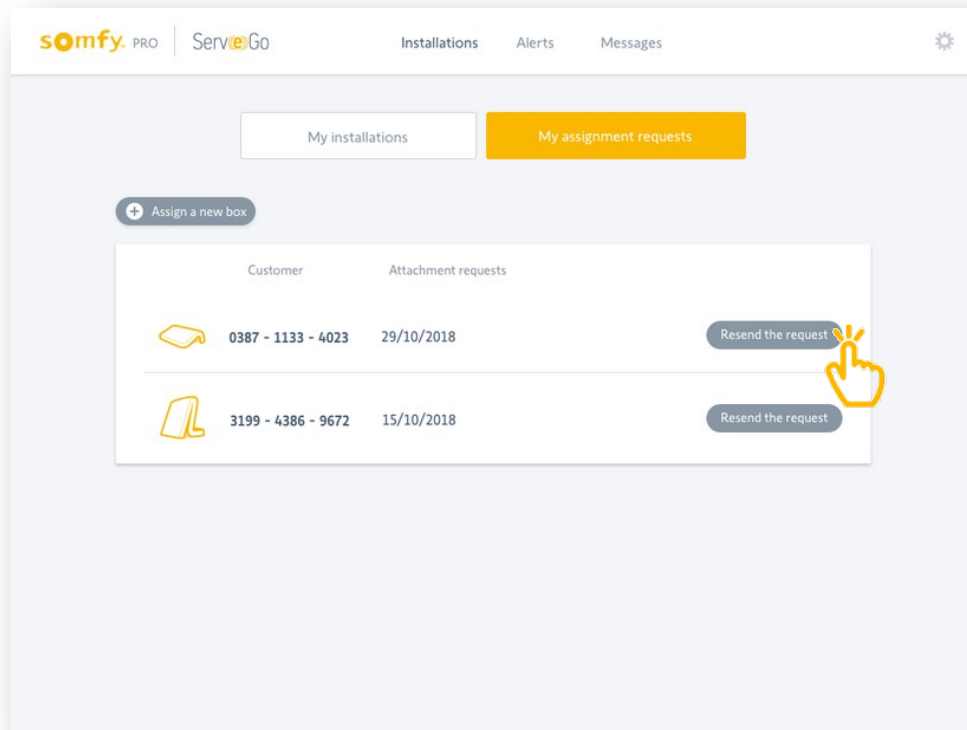 somfy. PRO Serv(e)Go Installations Alerts Messages
My installations My assignment requests
Assign a new box
Customer Attachment requests
0387 - 1133 - 4023 29/10/2018 Resend the request
3199 - 4386 - 9672 15/10/2018 Resend the request